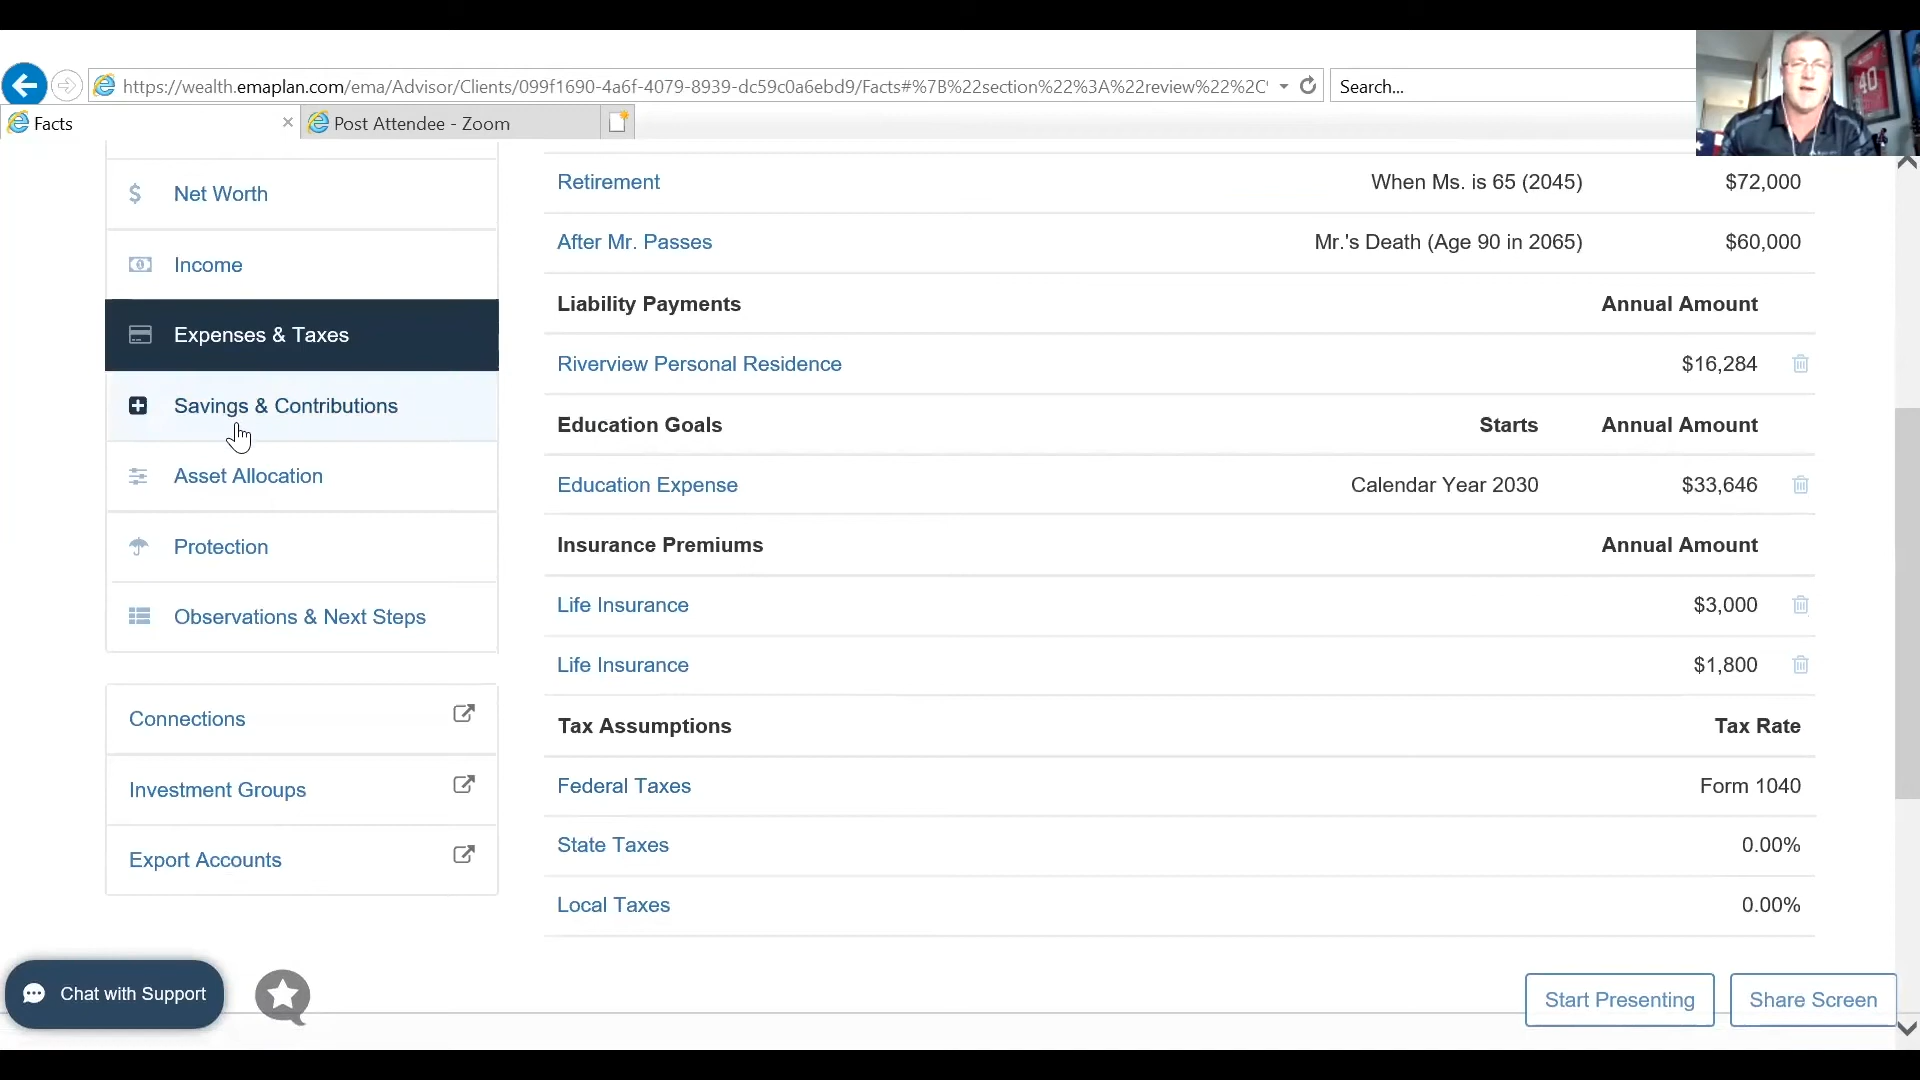 https://wealth.emaplan.com/ema/Advisor/Clients/099f1690-4a6f-4079-8939-dc59c0a6ebd9/Facts#%7B%22section%22%3A%22review%22%2C%
Search...
Facts
Post Attendee - Zoom
40
Net Worth
Income
Expenses & Taxes
Savings & Contributions
Asset Allocation
Protection
Observations & Next Steps
Connections
Investment Groups
Export Accounts
Retirement When Ms. is 65 (2045) $72,000
After Mr. Passes Mr.'s Death (Age 90 in 2065) $60,000
Liability Payments Annual Amount
Riverview Personal Residence $16,284
Education Goals Starts Annual Amount
Education Expense Calendar Year 2030 $33,646
Insurance Premiums Annual Amount
Life Insurance $3,000
Life Insurance $1,800
Tax Assumptions Tax Rate
Federal Taxes Form 1040
State Taxes 0.00%
Local Taxes 0.00%
Chat with Support
Start Presenting
Share Screen